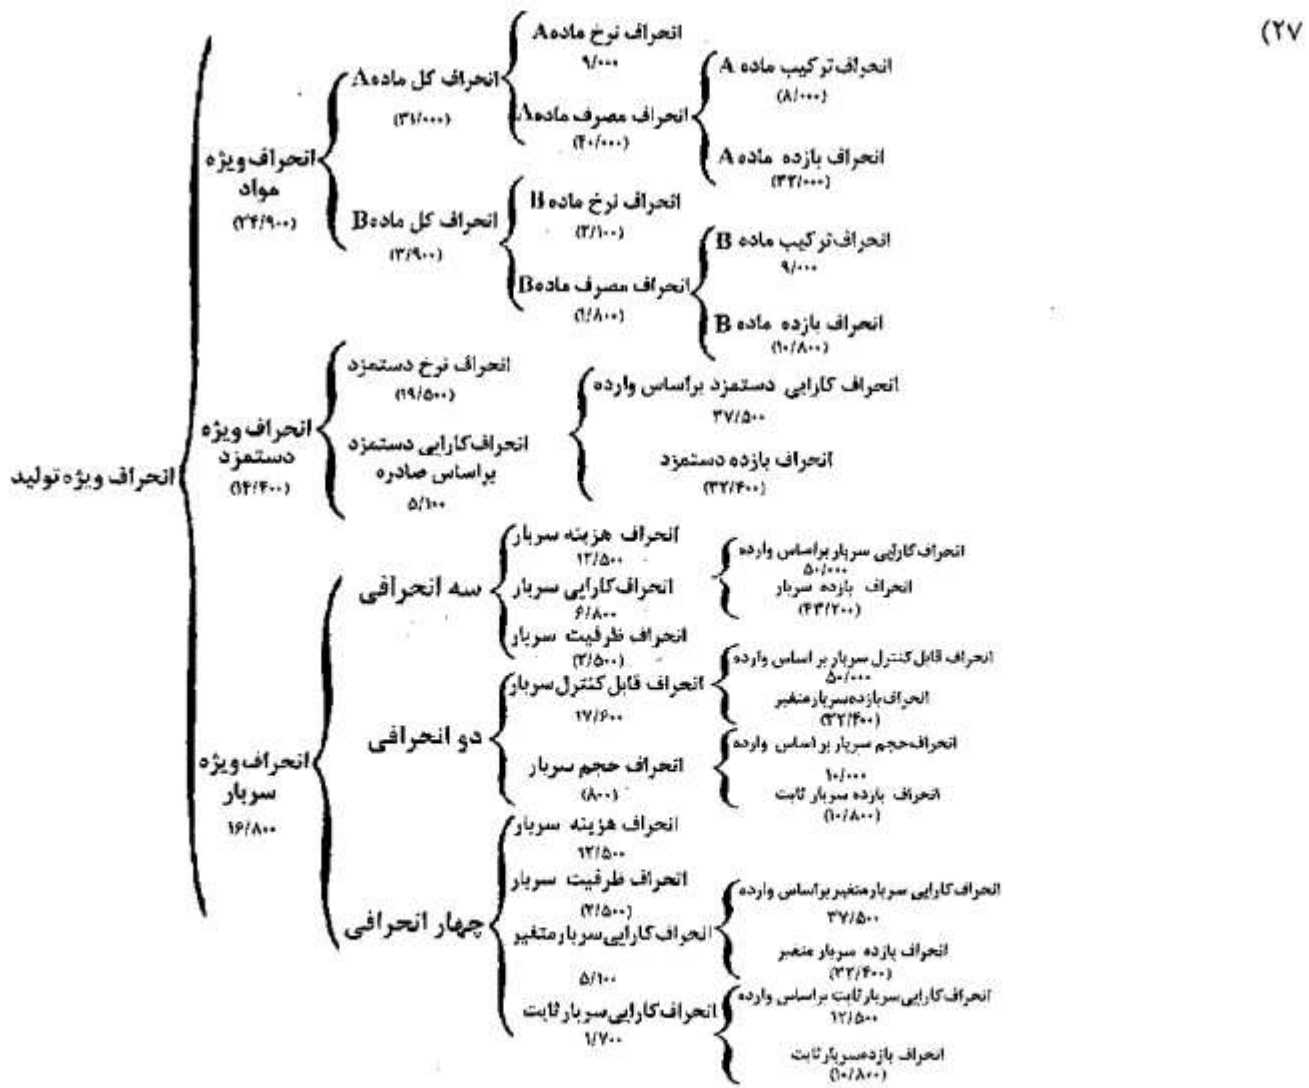 (۲۷
انحراف ویژه تولید
انحراف ویژه
مواد
(۳۴/۹۰۰)
انحراف کل ماده A
(۳۱/۰۰۰)
انحراف نرخ ماده A
۹/۰۰۰
انحراف مصرف ماده A
(۴۰/۰۰۰)
انحراف ترکیب ماده A
(۸/۰۰۰)
انحراف بازده ماده A
(۳۲/۰۰۰)
انحراف کل ماده B
(۳/۹۰۰)
انحراف نرخ ماده B
(۲/۱۰۰)
انحراف مصرف ماده B
(۱/۸۰۰)
انحراف ترکیب ماده B
۹/۰۰۰
انحراف بازده ماده B
(۱۰/۸۰۰)
انحراف ویژه
دستمزد
(۱۴/۴۰۰)
انحراف نرخ دستمزد
(۱۹/۵۰۰)
انحراف کارایی دستمزد
براساس صادره
۵/۱۰۰
انحراف کارایی دستمزد براساس وارده
۳۷/۵۰۰
انحراف بازده دستمزد
(۳۲/۴۰۰)
انحراف ویژه
سربار
۱۶/۸۰۰
سه انحرافی
انحراف هزینه سربار
۱۲/۵۰۰
انحراف کارایی سربار
۶/۸۰۰
انحراف کارایی سربار براساس وارده
۵۰/۰۰۰
انحراف بازده سربار
(۴۳/۲۰۰)
انحراف ظرفیت سربار
(۲/۵۰۰)
دو انحرافی
انحراف قابل کنترل سربار
۱۷/۶۰۰
انحراف قابل کنترل سربار بر اساس وارده
۵۰/۰۰۰
انحراف بازده سربار متغیر
(۳۲/۴۰۰)
انحراف حجم سربار
(۸۰۰)
انحراف حجم سربار بر اساس وارده
۱۰/۰۰۰
انحراف بازده سربار ثابت
(۱۰/۸۰۰)
چهار انحرافی
انحراف هزینه سربار
۱۲/۵۰۰
انحراف ظرفیت سربار
(۲/۵۰۰)
انحراف کارایی سربار متغیر
۵/۱۰۰
انحراف کارایی سربار متغیر براساس وارده
۳۷/۵۰۰
انحراف بازده سربار متغیر
(۳۲/۴۰۰)
انحراف کارایی سربار ثابت
۱/۷۰۰
انحراف کارایی سربار ثابت براساس وارده
۱۲/۵۰۰
انحراف بازده سربار ثابت
(۱۰/۸۰۰)